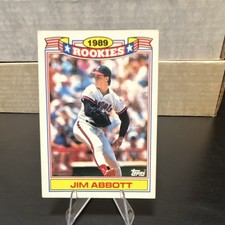 1989
ROOKIES
Topps
JIM ABBOTT